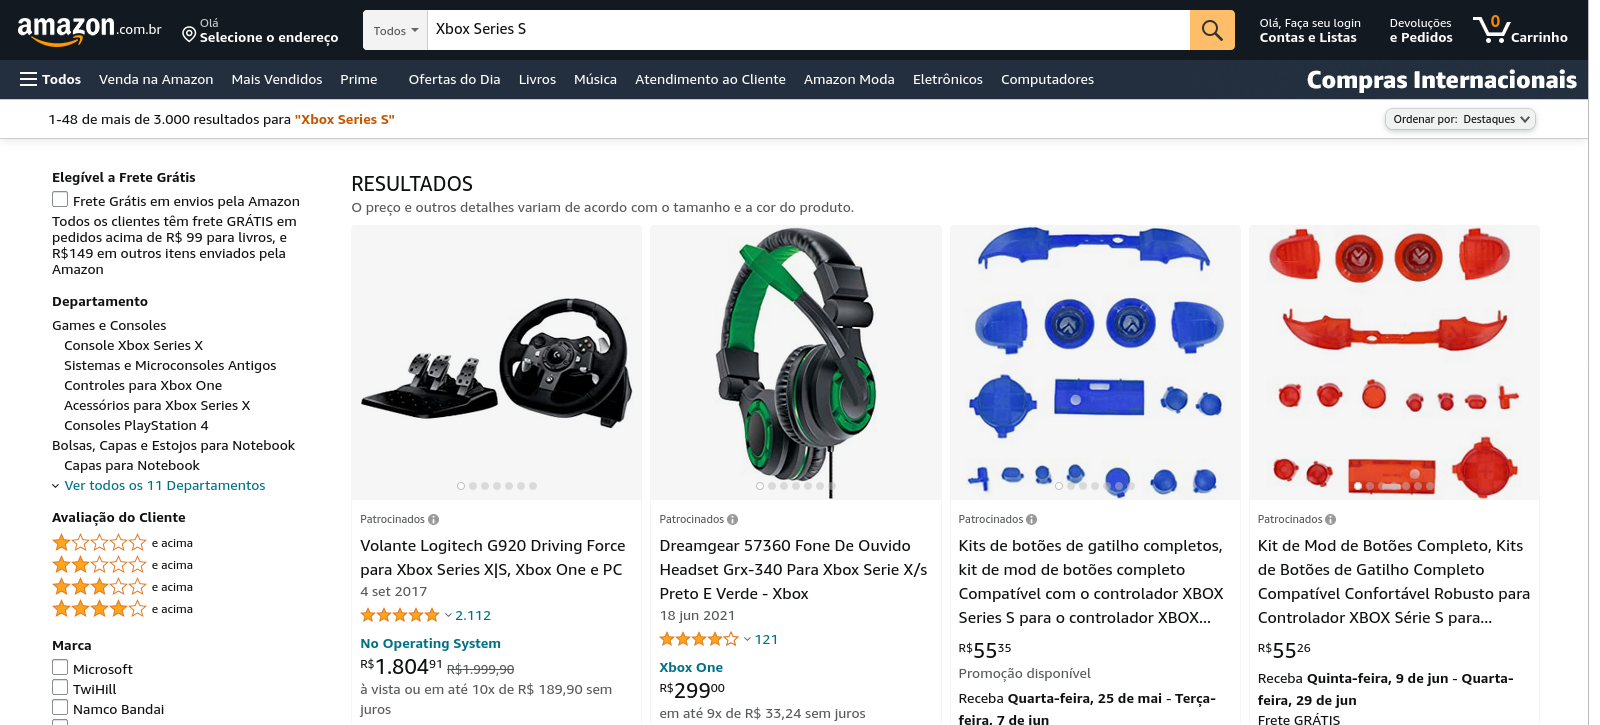 amazon.com.br
Olá
Selecione o endereço
Todos
Xbox Series S
Olá, Faça seu login
Contas e Listas
Devoluções
e Pedidos
0
Carrinho
Todos
Venda na Amazon
Mais Vendidos
Prime
Ofertas do Dia
Livros
Música
Atendimento ao Cliente
Amazon Moda
Eletrônicos
Computadores
Compras Internacionais
1-48 de mais de 3.000 resultados para "Xbox Series S"
Ordenar por: Destaques
Elegível a Frete Grátis
Frete Grátis em envios pela Amazon
Todos os clientes têm frete GRÁTIS em
pedidos acima de R$ 99 para livros, e
R$149 em outros itens enviados pela
Amazon
Departamento
Games e Consoles
Console Xbox Series X
Sistemas e Microconsoles Antigos
Controles para Xbox One
Acessórios para Xbox Series X
Consoles PlayStation 4
Bolsas, Capas e Estojos para Notebook
Capas para Notebook
Ver todos os 11 Departamentos
Avaliação do Cliente
e acima
e acima
e acima
e acima
Marca
Microsoft
TwiHill
Namco Bandai
RESULTADOS
O preço e outros detalhes variam de acordo com o tamanho e a cor do produto.
Patrocinados
Volante Logitech G920 Driving Force
para Xbox Series X|S, Xbox One e PC
4 set 2017
2.112
No Operating System
R$1.80491 R$1.999,90
à vista ou em até 10x de R$ 189,90 sem
juros
Patrocinados
Dreamgear 57360 Fone De Ouvido
Headset Grx-340 Para Xbox Serie X/s
Preto E Verde - Xbox
18 jun 2021
121
Xbox One
R$29900
em até 9x de R$ 33,24 sem juros
Patrocinados
Kits de botões de gatilho completos,
kit de mod de botões completo
Compatível com o controlador XBOX
Series S para o controlador XBOX...
R$5535
Promoção disponível
Receba Quarta-feira, 25 de mai - Terça-
feira, 7 de jun
Patrocinados
Kit de Mod de Botões Completo, Kits
de Botões de Gatilho Completo
Compatível Confortável Robusto para
Controlador XBOX Série S para...
R$5526
Receba Quinta-feira, 9 de jun - Quarta-
feira, 29 de jun
Frete GRÁTIS